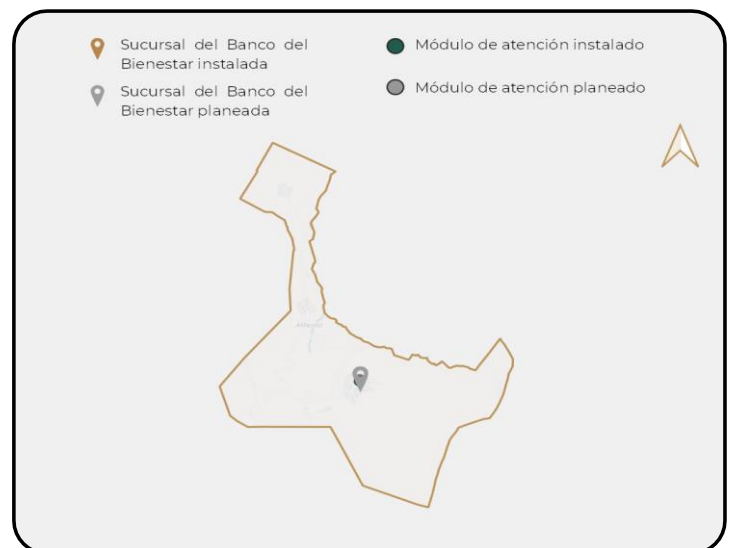 Sucursal del Banco del
Bienestar instalada
Sucursal del Banco del
Bienestar planeada
Módulo de atención instalado
Módulo de atención planeado